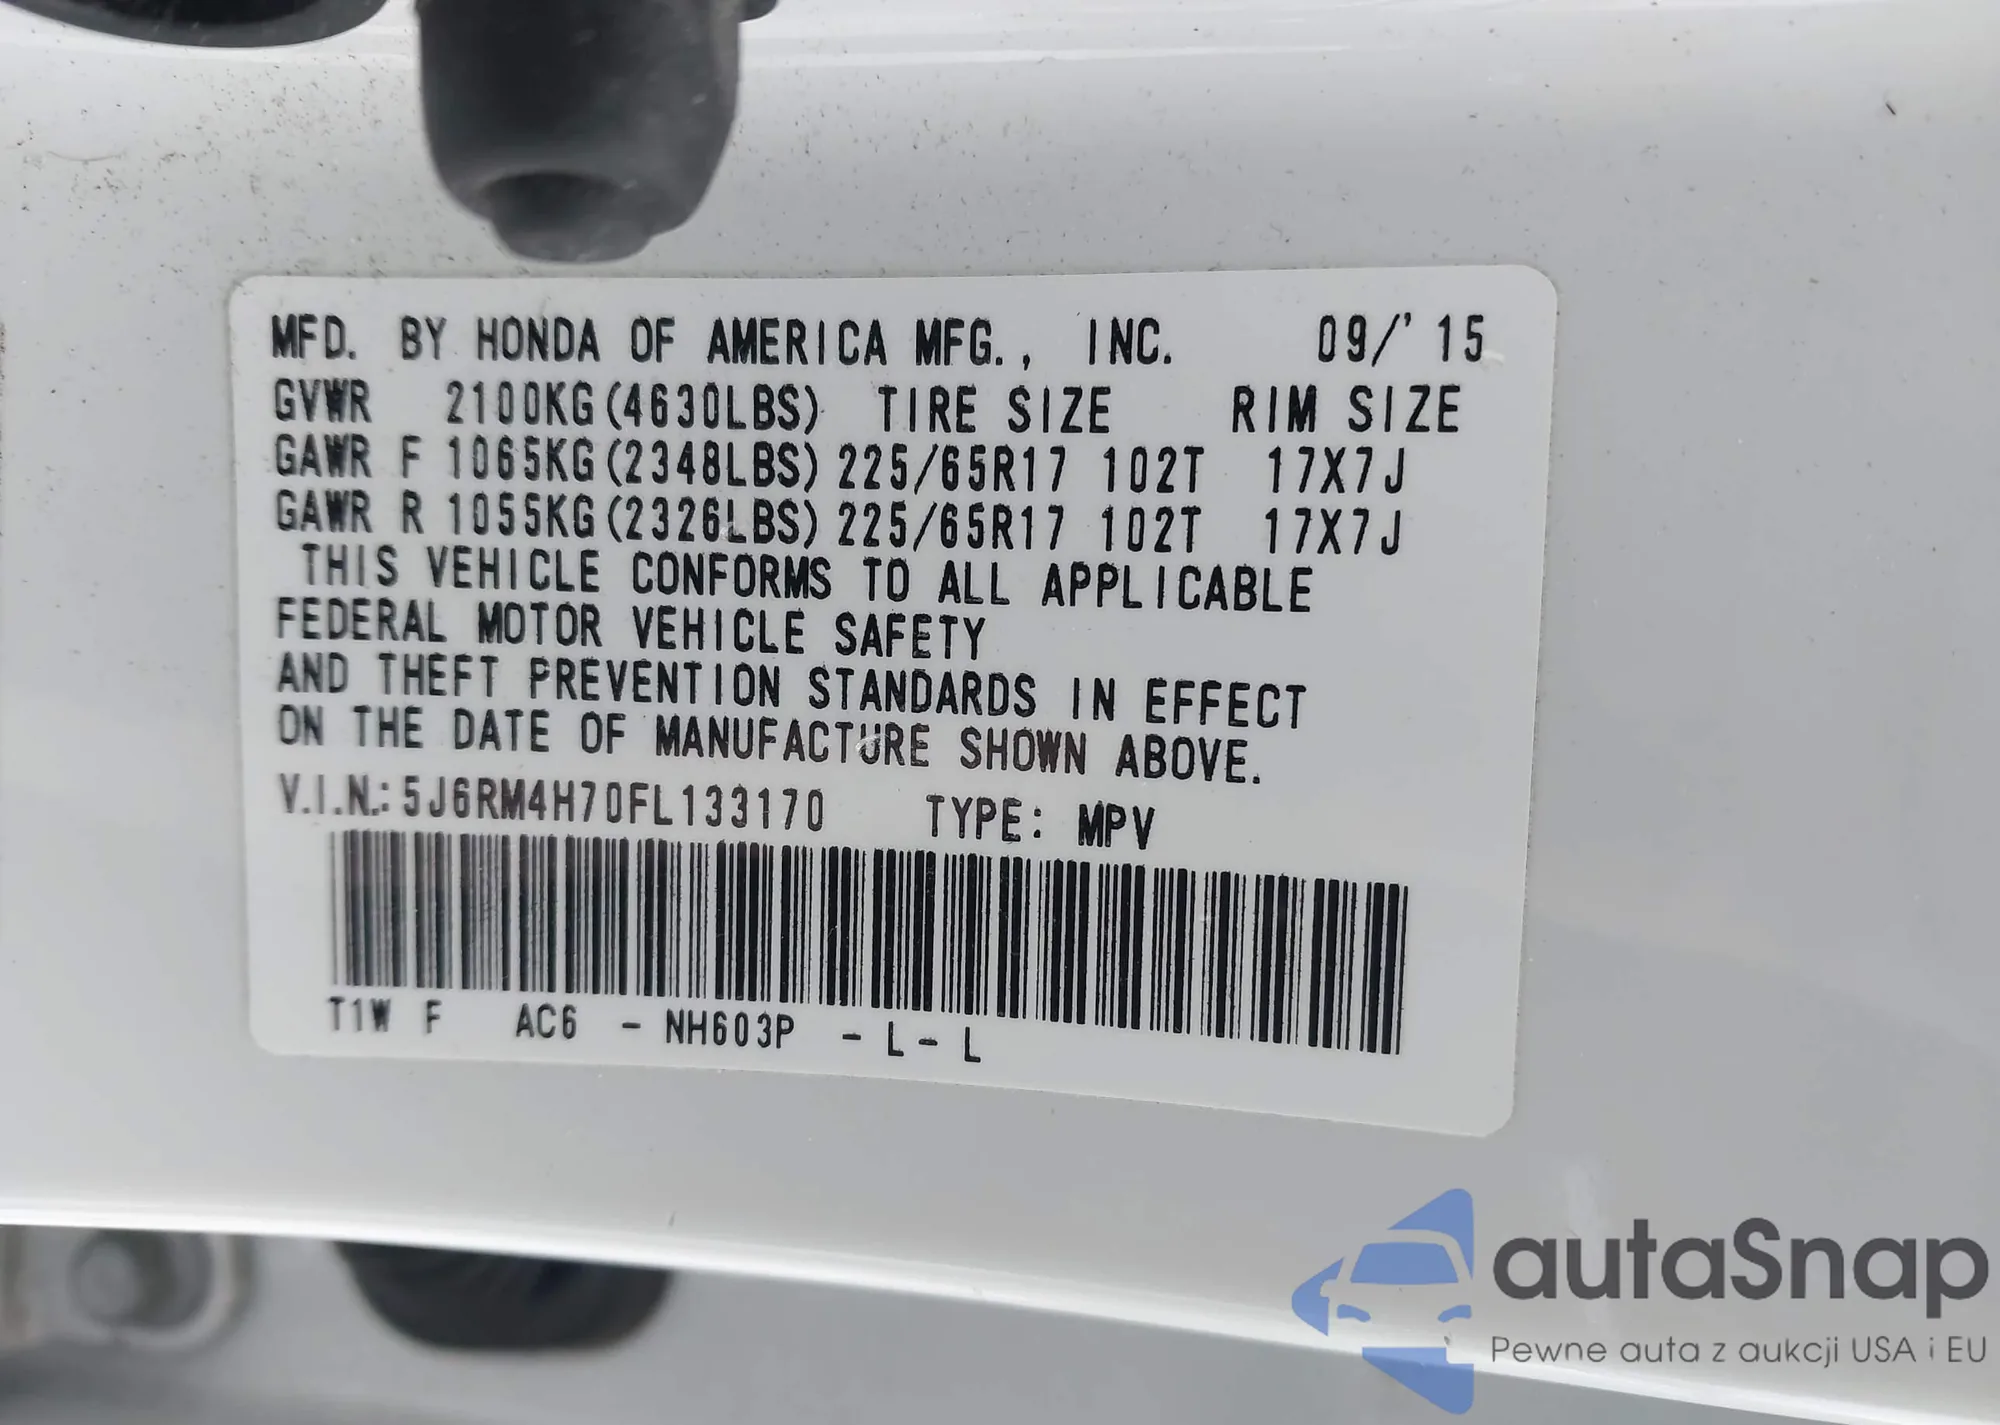 MFD. BY HONDA OF AMERICA MFG., INC. 09/'15
GVWR 2100KG(4630LBS) TIRE SIZE RIM SIZE
GAWR F 1065KG(2348LBS) 225/65R17 102T 17X7J
GAWR R 1055KG(2326LBS) 225/65R17 102T 17X7J
THIS VEHICLE CONFORMS TO ALL APPLICABLE
FEDERAL MOTOR VEHICLE SAFETY
AND THEFT PREVENTION STANDARDS IN EFFECT
ON THE DATE OF MANUFACTURE SHOWN ABOVE.
V.I.N.: 5J6RM4H70FL133170 TYPE: MPV
T1W F AC6 - NH603P - L - L
autaSnap
Pewne auta z aukcji USA i EU